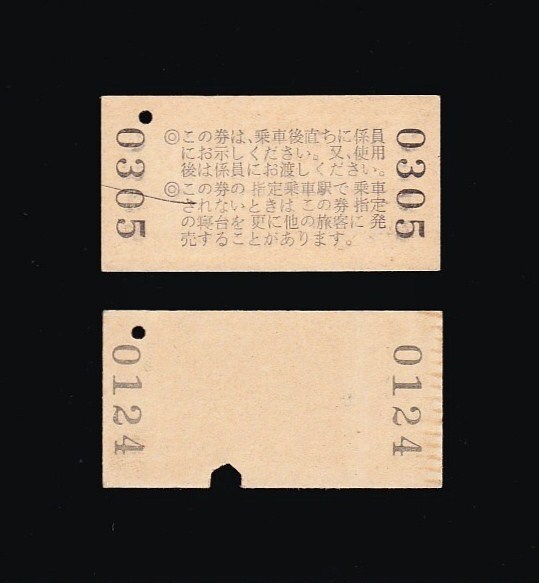 0305
◎この券は、乗車後直ちに係員
にお示しください。又、使用
後は係員にお渡しください。
◎この券の指定乗車駅で乗車
されないときはこの券指定
の寝台を更に他の旅客に発
売することがあります。
0305
0124
0124